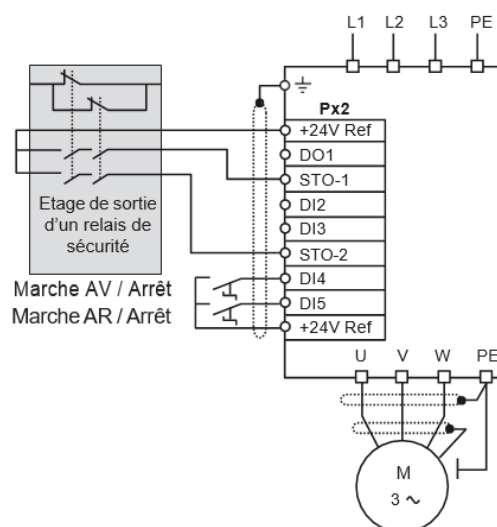 L1 L2 L3 PE
Px2
+24V Ref
DO1
STO-1
DI2
DI3
STO-2
DI4
DI5
+24V Ref
Etage de sortie
d'un relais de
sécurité
Marche AV / Arrêt
Marche AR / Arrêt
U V W PE
M
3 ~